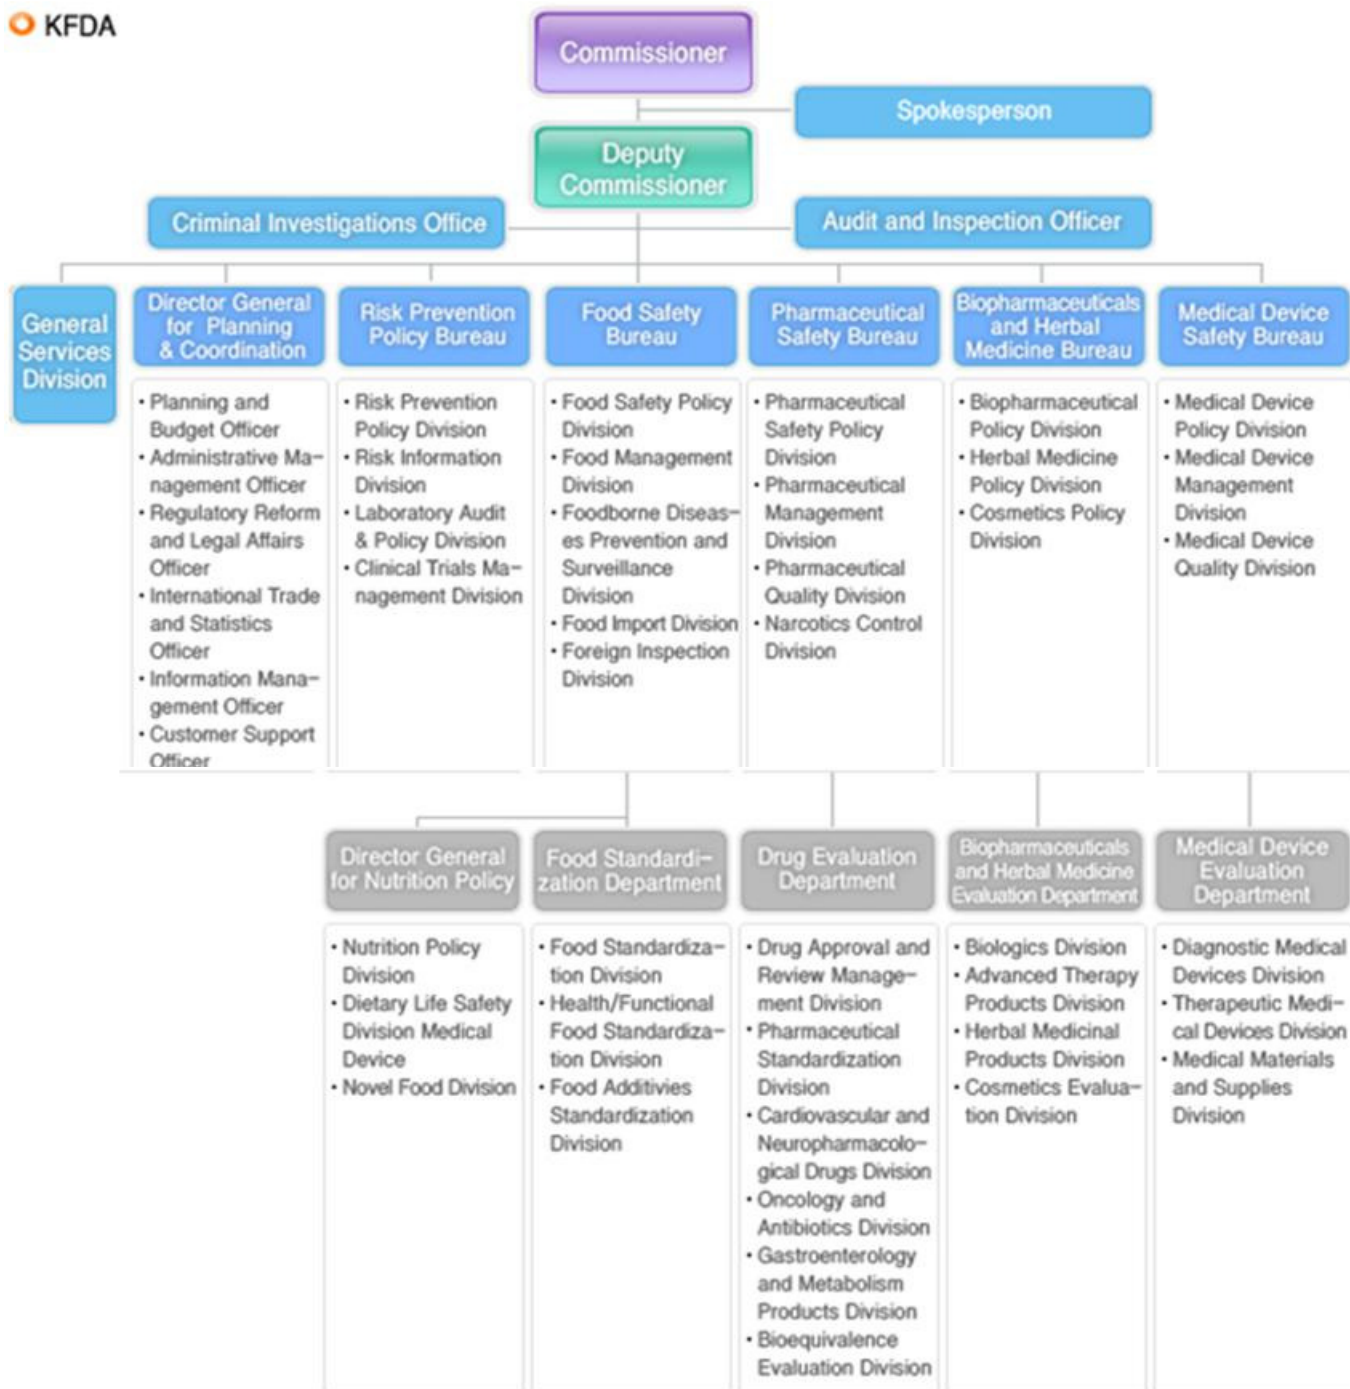 KFDA
Commissioner
Spokesperson
Deputy
Commissioner
Criminal Investigations Office
Audit and Inspection Officer
General
Services
Division
Director General
for Planning
& Coordination
Risk Prevention
Policy Bureau
Food Safety
Bureau
Pharmaceutical
Safety Bureau
Biopharmaceuticals
and Herbal
Medicine Bureau
Medical Device
Safety Bureau
• Planning and
Budget Officer
• Administrative Ma-
nagement Officer
• Regulatory Reform
and Legal Affairs
Officer
• International Trade
and Statistics
Officer
• Information Mana-
gement Officer
• Customer Support
Officer
• Risk Prevention
Policy Division
• Risk Information
Division
• Laboratory Audit
& Policy Division
• Clinical Trials Ma-
nagement Division
• Food Safety Policy
Division
• Food Management
Division
• Foodborne Diseas-
es Prevention and
Surveillance
Division
• Food Import Division
• Foreign Inspection
Division
• Pharmaceutical
Safety Policy
Division
• Pharmaceutical
Management
Division
• Pharmaceutical
Quality Division
• Narcotics Control
Division
• Biopharmaceutical
Policy Division
• Herbal Medicine
Policy Division
• Cosmetics Policy
Division
• Medical Device
Policy Division
• Medical Device
Management
Division
• Medical Device
Quality Division
Director General
for Nutrition Policy
Food Standardi-
zation Department
Drug Evaluation
Department
Biopharmaceuticals
and Herbal Medicine
Evaluation Department
Medical Device
Evaluation
Department
• Nutrition Policy
Division
• Dietary Life Safety
Division Medical
Device
• Novel Food Division
• Food Standardiza-
tion Division
• Health/Functional
Food Standardiza-
tion Division
• Food Additivies
Standardization
Division
• Drug Approval and
Review Manage-
ment Division
• Pharmaceutical
Standardization
Division
• Cardiovascular and
Neuropharmacolo-
gical Drugs Division
• Oncology and
Antibiotics Division
• Gastroenterology
and Metabolism
Products Division
• Bioequivalence
Evaluation Division
• Biologics Division
• Advanced Therapy
Products Division
• Herbal Medicinal
Products Division
• Cosmetics Evalua-
tion Division
• Diagnostic Medical
Devices Division
• Therapeutic Medi-
cal Devices Division
• Medical Materials
and Supplies
Division